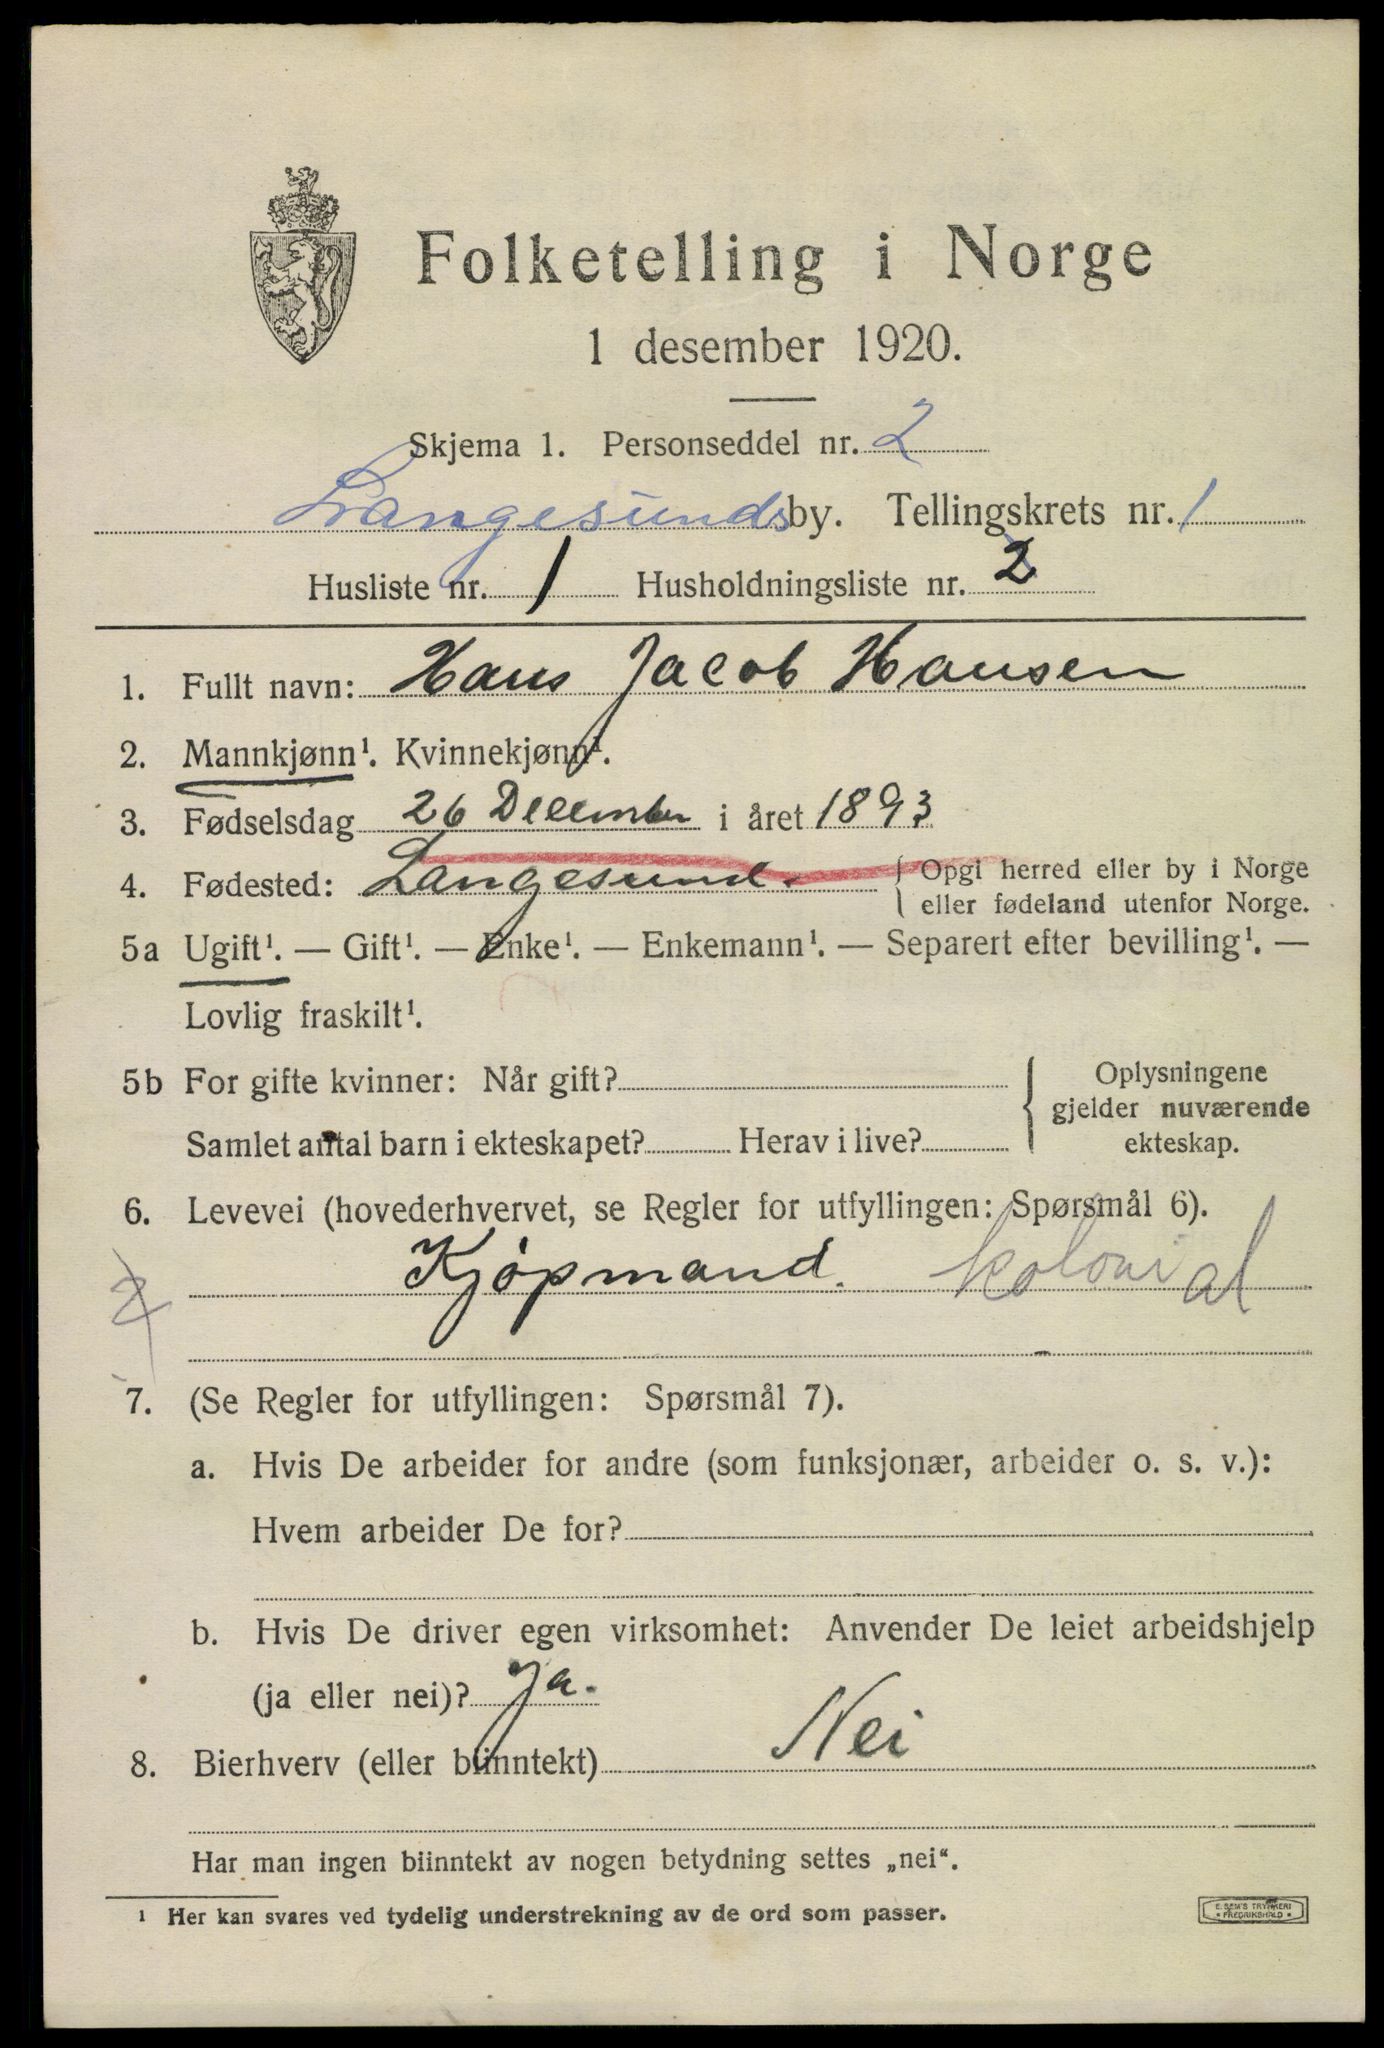 Folketelling i Norge
1 desember 1920.
Skjema 1. Personseddel nr. 2
Langesunds by. Tellingskrets nr. 1
Husliste nr. 1 Husholdningsliste nr. 2
1. Fullt navn: Hans Jacob Hansen
2. Mannkjønn¹. Kvinnekjønn¹.
3. Fødselsdag 26 December i året 1893
4. Fødested: Langesund. { Opgi herred eller by i Norge
eller fødeland utenfor Norge.
5a Ugift¹. — Gift¹. — Enke¹. — Enkemann¹. — Separert efter bevilling¹. —
Lovlig fraskilt¹.
5b For gifte kvinner: Når gift? { Oplysningene
gjelder nuværende
Samlet antal barn i ekteskapet? Herav i live? ekteskap.
6. Levevei (hovederhvervet, se Regler for utfyllingen: Spørsmål 6).
Kjöpmand. kolonial
7. (Se Regler for utfyllingen: Spørsmål 7).
a. Hvis De arbeider for andre (som funksjonær, arbeider o. s. v.):
Hvem arbeider De for?
b. Hvis De driver egen virksomhet: Anvender De leiet arbeidshjelp
(ja eller nei)? Ja.
8. Bierhverv (eller biinntekt) Nei
Har man ingen biinntekt av nogen betydning settes „nei“.
¹ Her kan svares ved tydelig understrekning av de ord som passer.
E. SEM'S TRYKKERI
• FREDRIKSHALD •